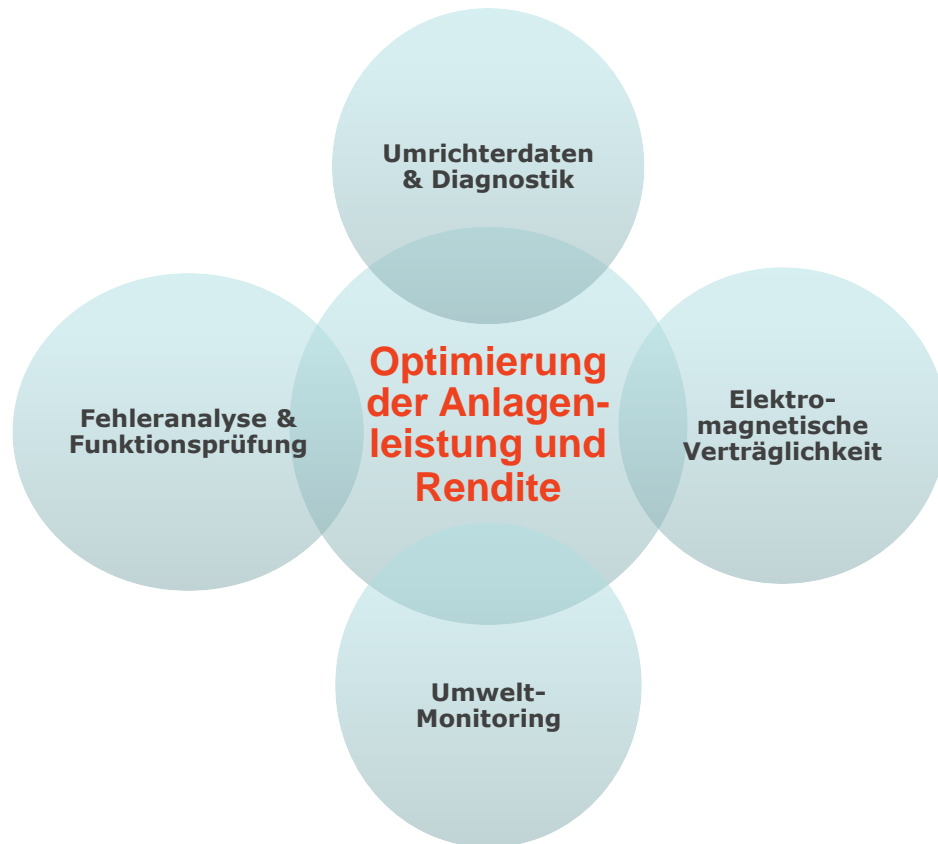 Umrichterdaten
& Diagnostik
Fehleranalyse &
Funktionsprüfung
Optimierung
der Anlagen-
leistung und
Rendite
Elektro-
magnetische
Verträglichkeit
Umwelt-
Monitoring